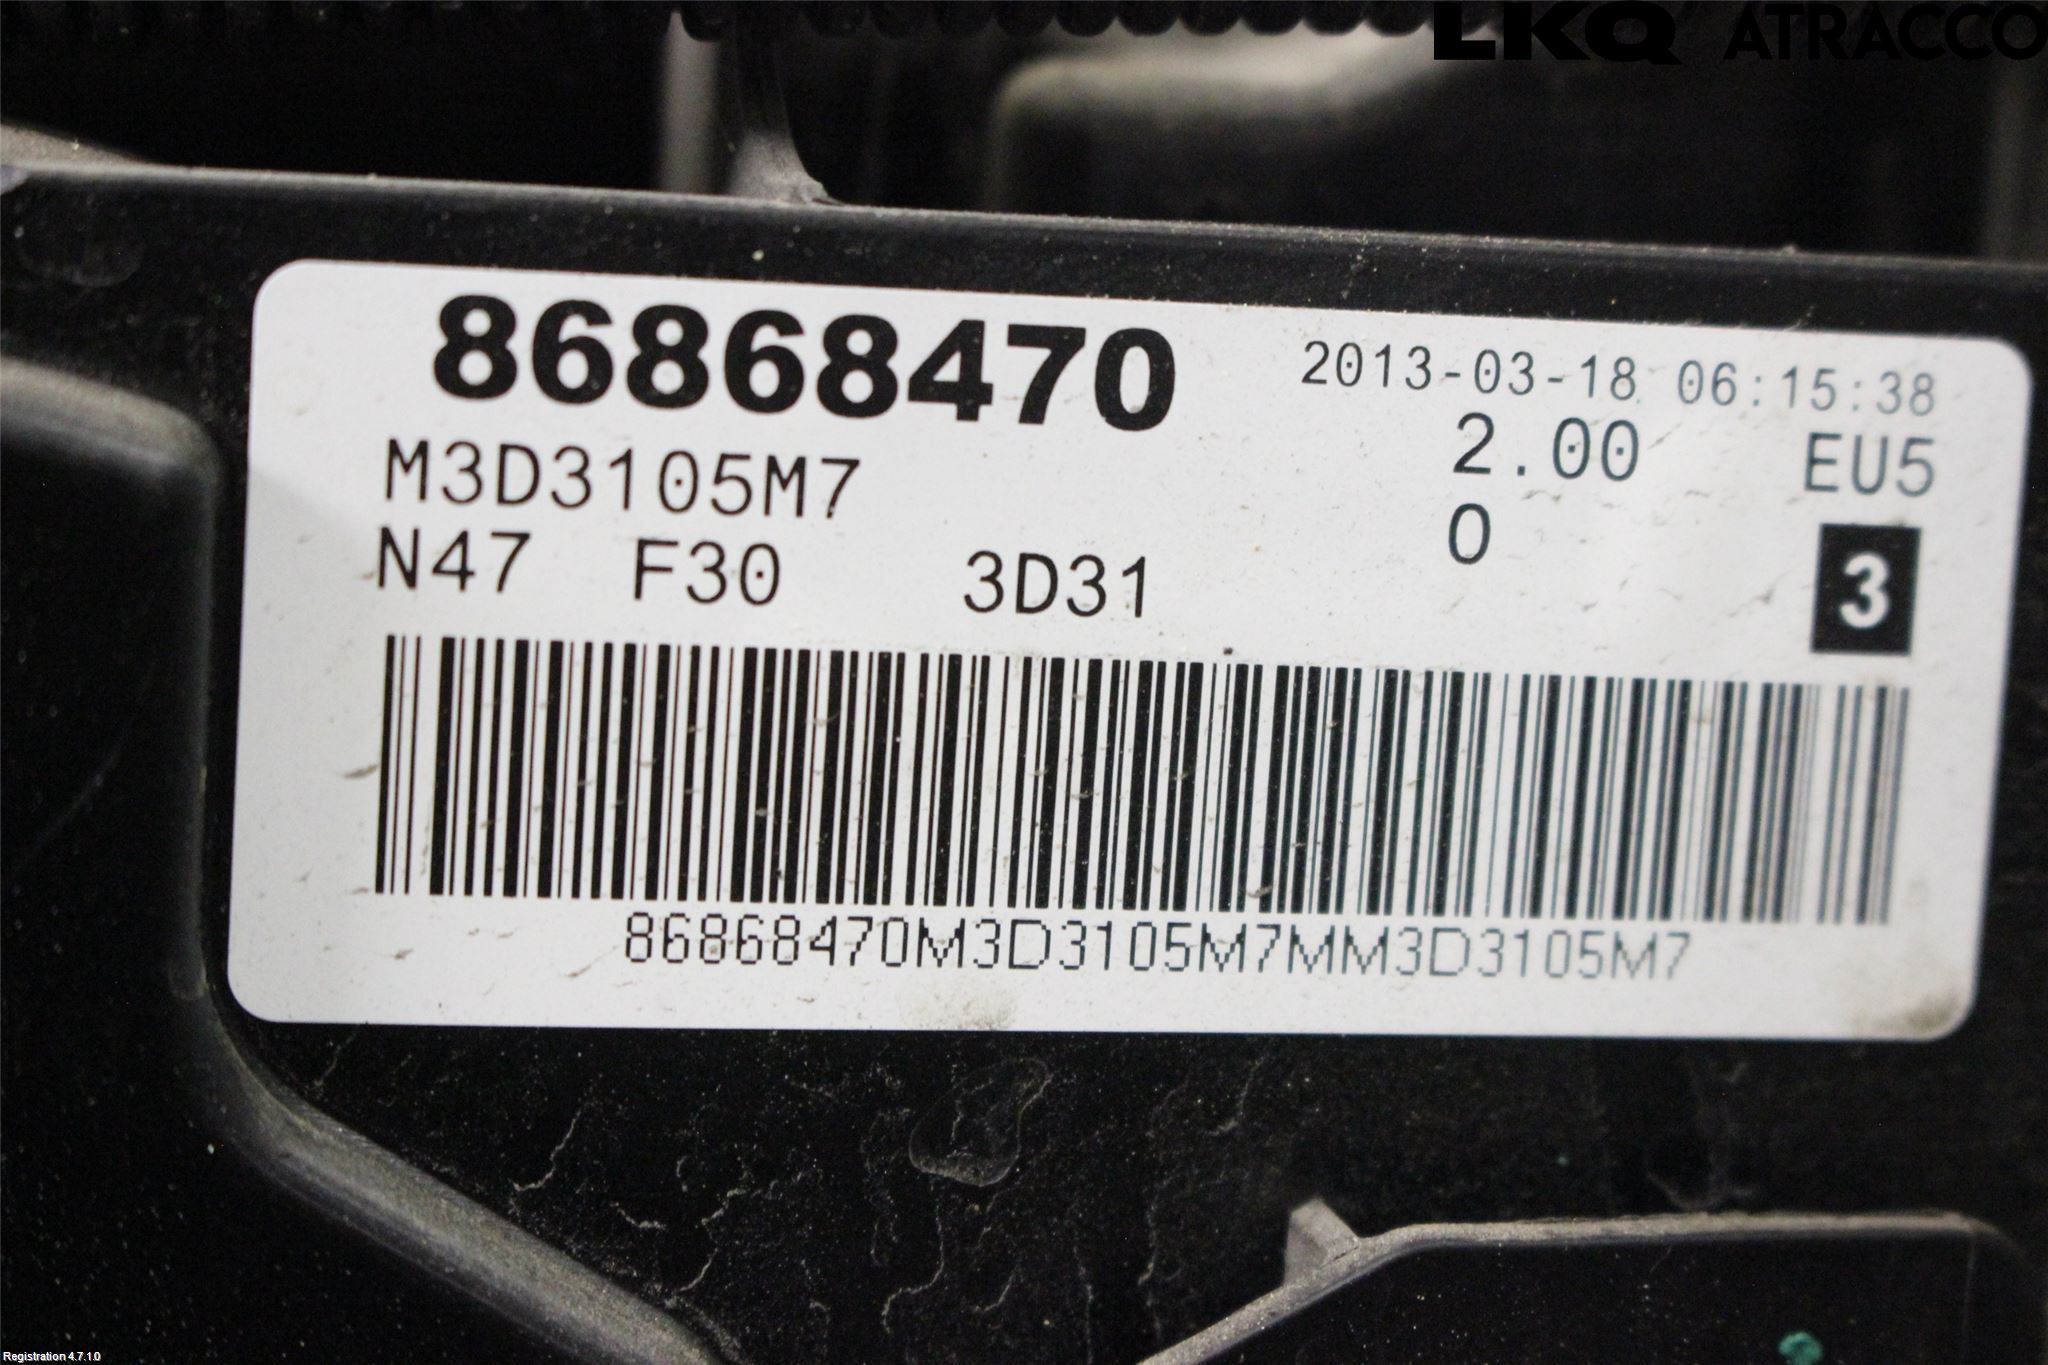 LKQ ATRACCO
86868470 2013-03-18 06:15:38
M3D3105M7 2.00 EU5
N47 F30 3D31 0 3
86868470M3D3105M7MM3D3105M7
Registration 4.7.1.0